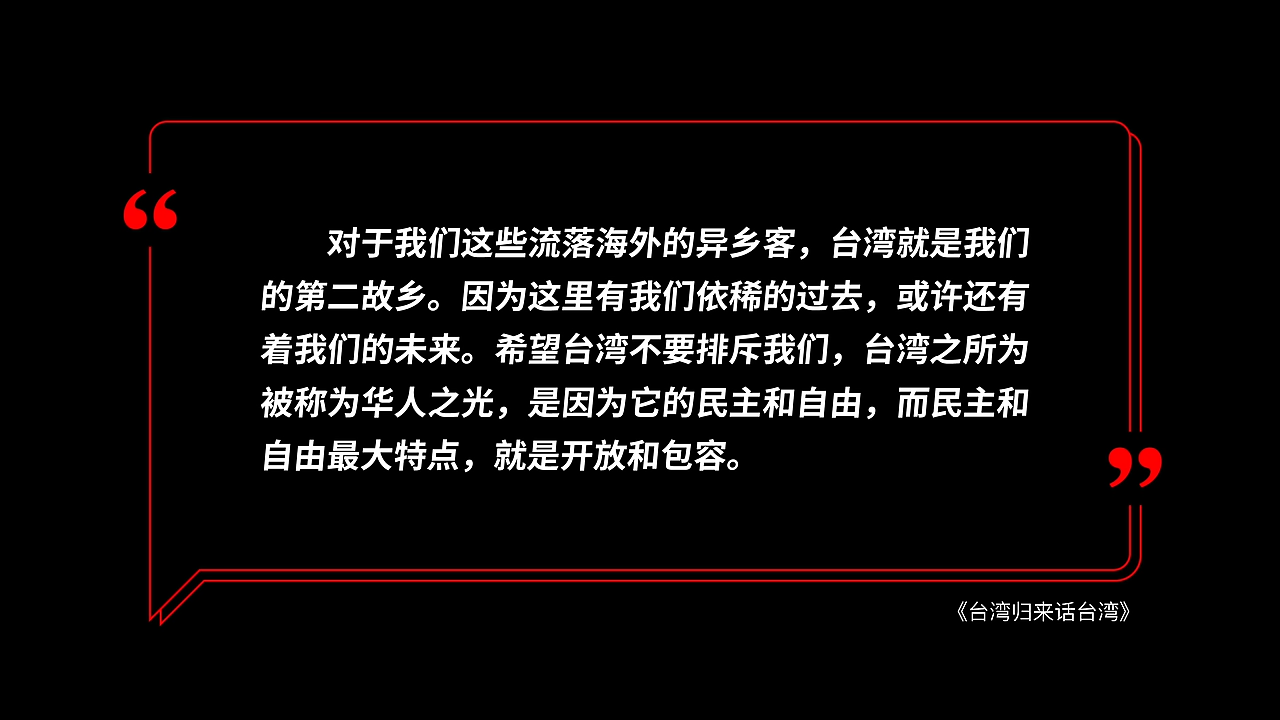 “
对于我们这些流落海外的异乡客，台湾就是我们
的第二故乡。因为这里有我们依稀的过去，或许还有
着我们的未来。希望台湾不要排斥我们，台湾之所为
被称为华人之光，是因为它的民主和自由，而民主和
自由最大特点，就是开放和包容。
”
《台湾归来话台湾》